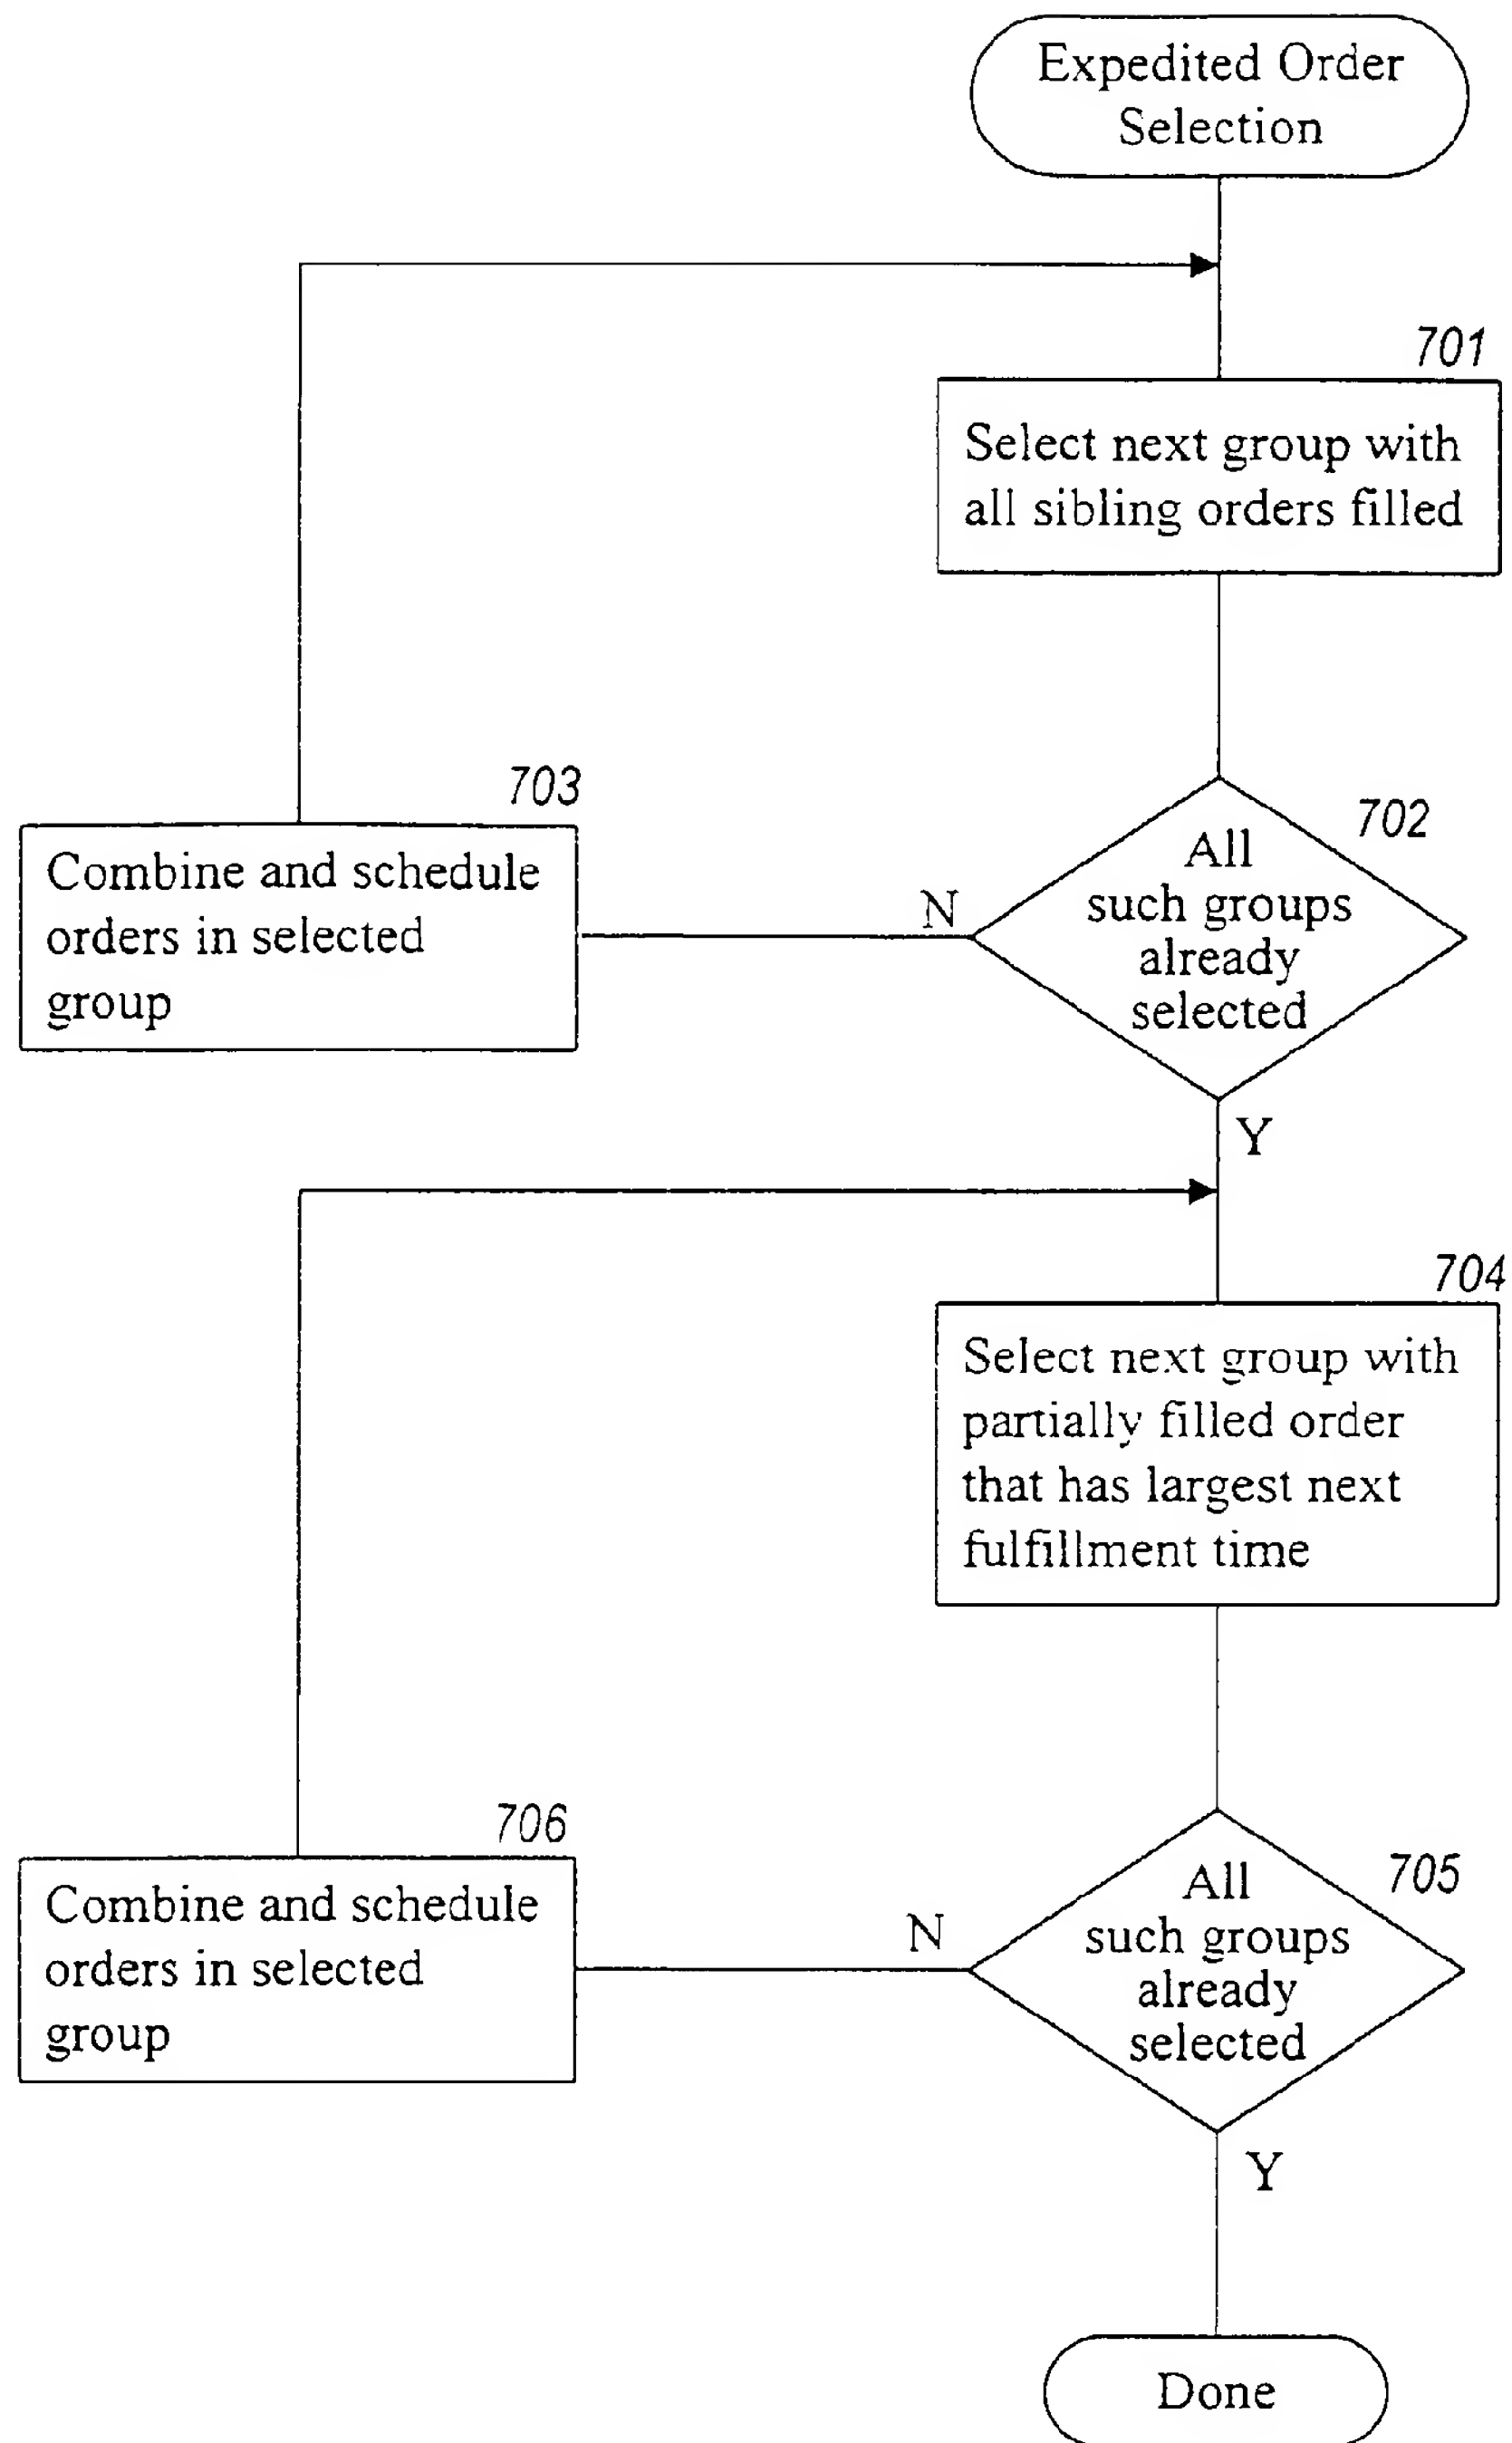 Expedited Order
Selection
701
Select next group with
all sibling orders filled
702
All
such groups
already
selected
N
703
Combine and schedule
orders in selected
group
Y
704
Select next group with
partially filled order
that has largest next
fulfillment time
705
All
such groups
already
selected
N
706
Combine and schedule
orders in selected
group
Y
Done